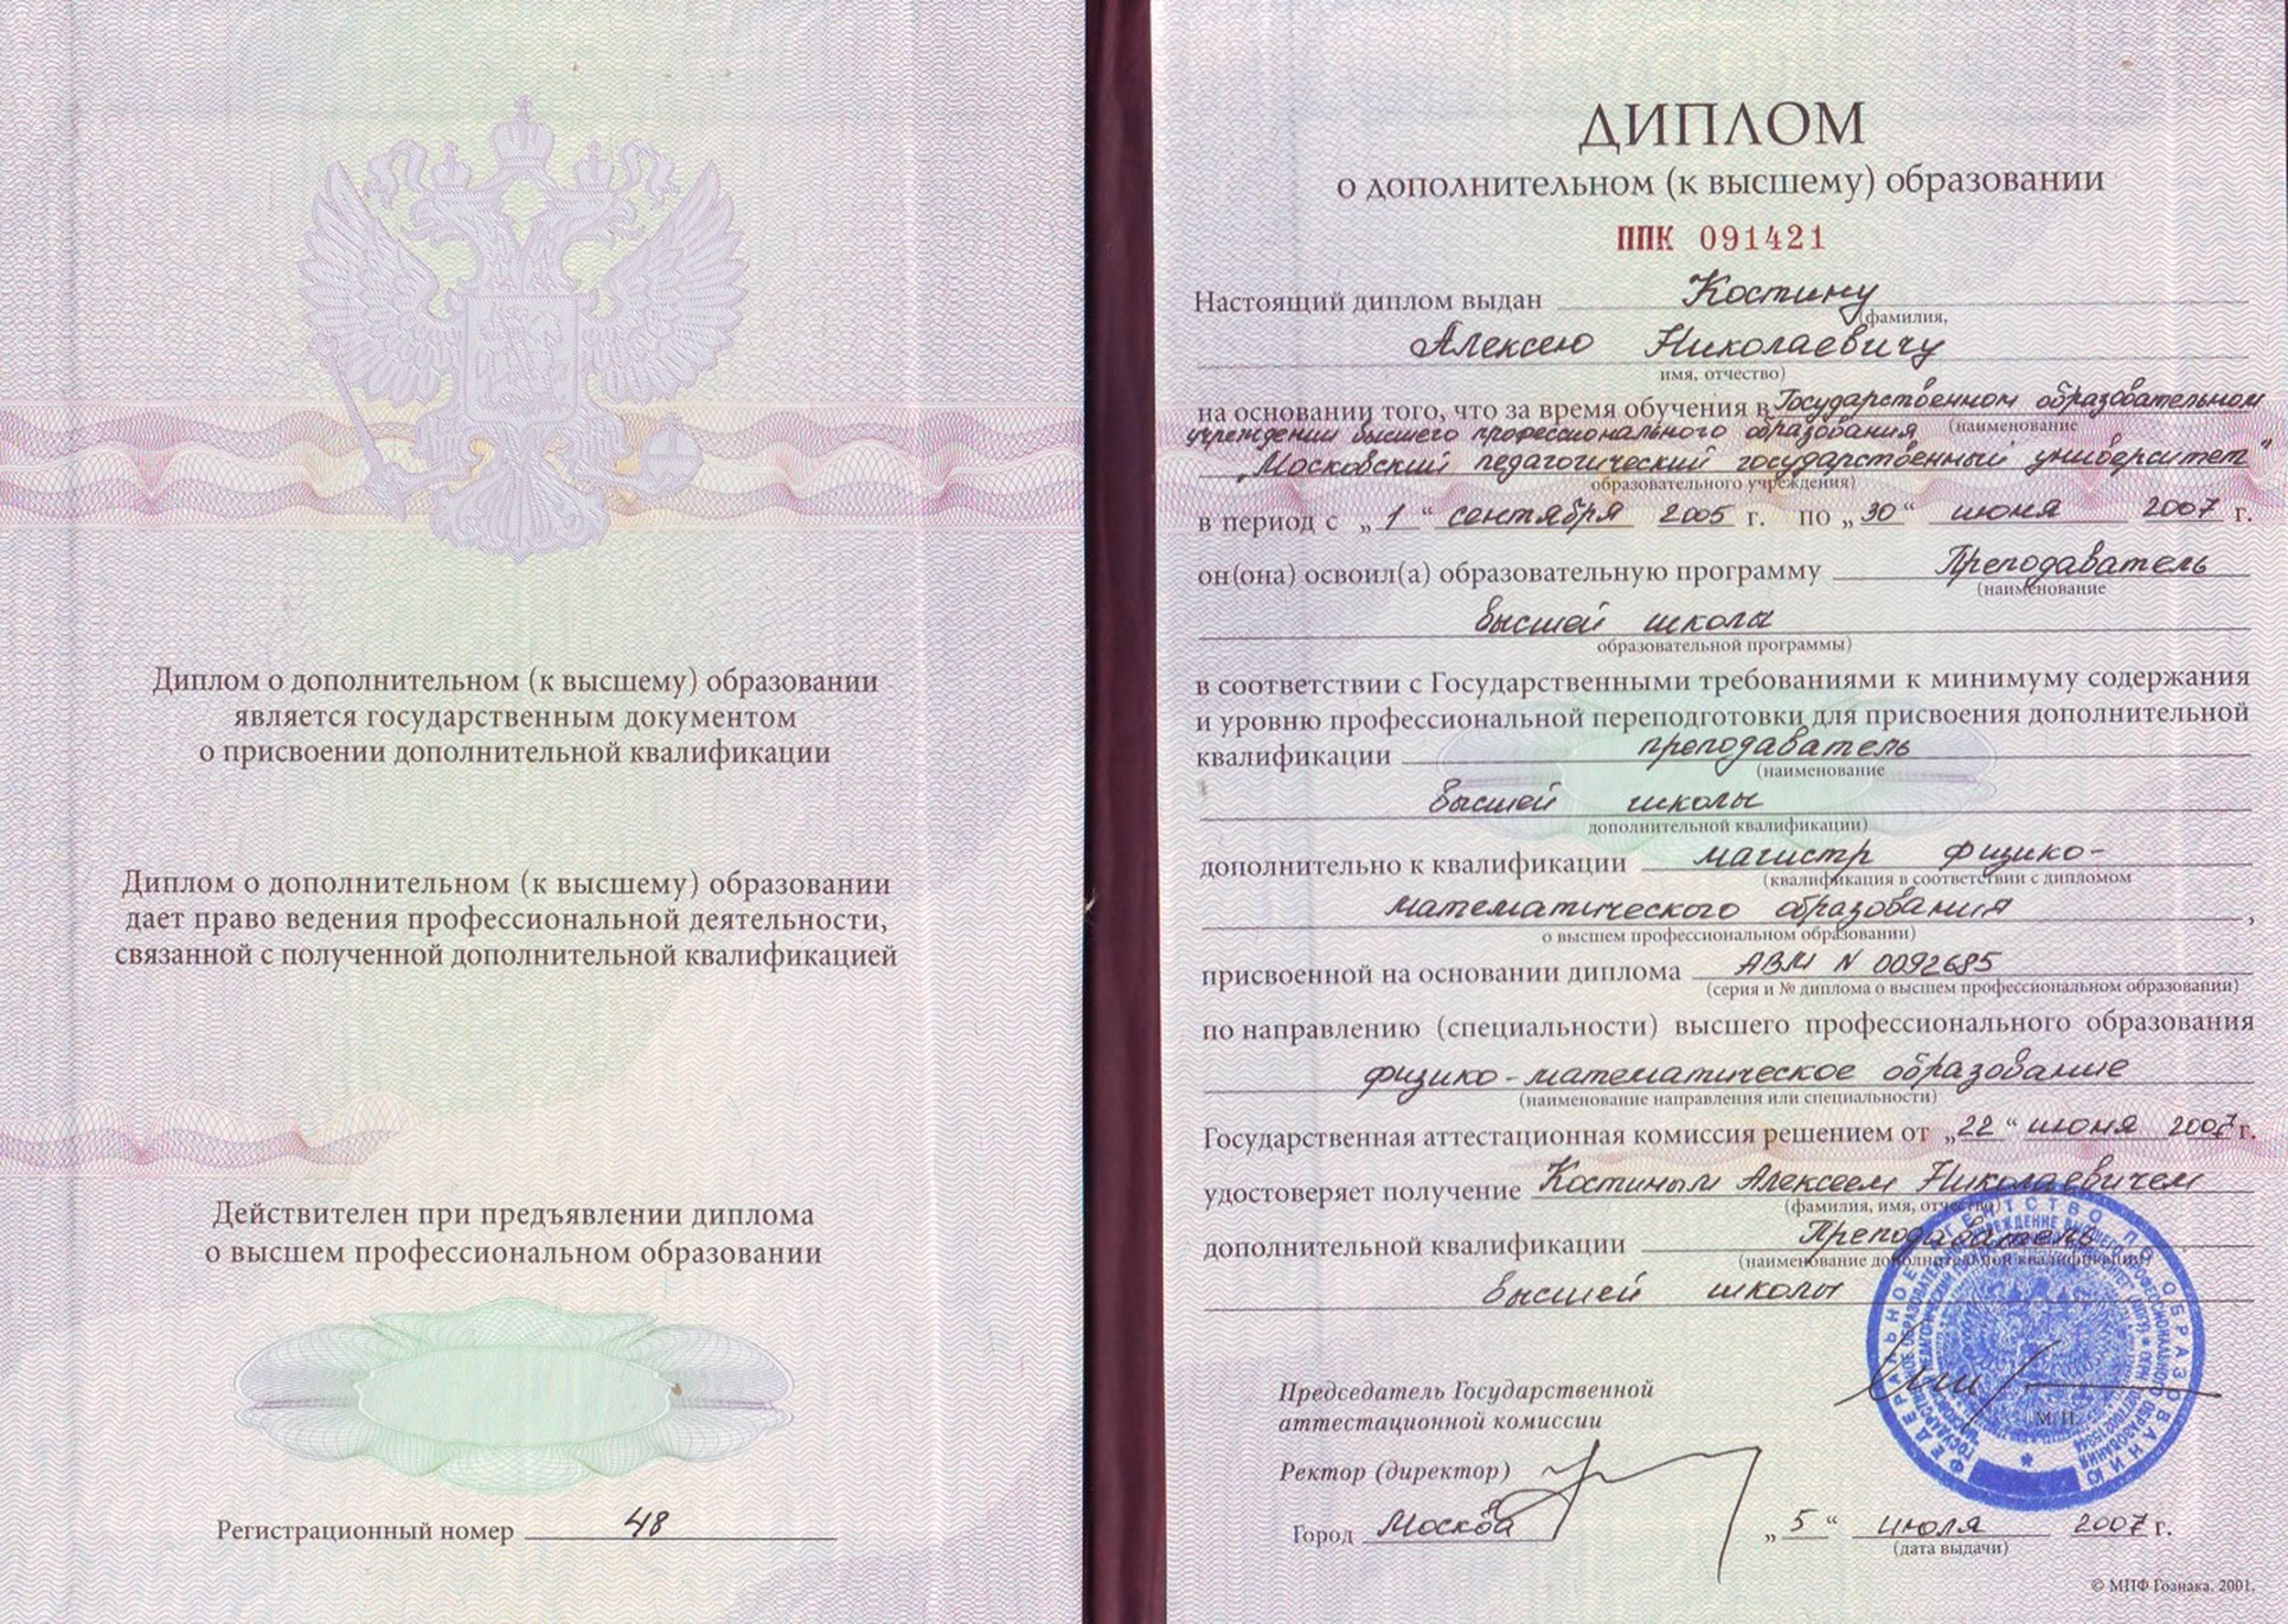 Диплом о дополнительном (к высшему) образовании
является государственным документом
о присвоении дополнительной квалификации
Диплом о дополнительном (к высшему) образовании
дает право ведения профессиональной деятельности,
связанной с полученной дополнительной квалификацией
Действителен при предъявлении диплома
о высшем профессиональном образовании
Регистрационный номер 48
ДИПЛОМ
о дополнительном (к высшему) образовании
ППК 091421
Настоящий диплом выдан Костину
(фамилия,
Алексею Николаевичу
имя, отчество)
на основании того, что за время обучения в Государственном образовательном
учреждении высшего профессионального образования (наименование
„Московский педагогический государственный университет"
образовательного учреждения)
в период с „1“ сентября 2005 г. по „30“ июня 2007 г.
он(она) освоил(а) образовательную программу Преподаватель
(наименование
высшей школы
образовательной программы)
в соответствии с Государственными требованиями к минимуму содержания
и уровню профессиональной переподготовки для присвоения дополнительной
квалификации преподаватель
(наименование
высшей школы
дополнительной квалификации)
дополнительно к квалификации магистр физико-
(квалификация в соответствии с дипломом
математического образования,
о высшем профессиональном образовании)
присвоенной на основании диплома АВМ N 0092685
(серия и № диплома о высшем профессиональном образовании)
по направлению (специальности) высшего профессионального образования
физико-математическое образование
(наименование направления или специальности)
Государственная аттестационная комиссия решением от „22“ июня 2007 г.
удостоверяет получение Костиным Алексеем Николаевичем
(фамилия, имя, отчество)
дополнительной квалификации Преподаватель
(наименование дополнительной квалификации)
высшей школы
ФЕДЕРАЛЬНОЕ АГЕНТСТВО ПО ОБРАЗОВАНИЮ
Председатель Государственной
аттестационной комиссии
М.П.
Ректор (директор)
Город Москва „5“ июля 2007 г.
(дата выдачи)
© МПФ Гознака. 2001.